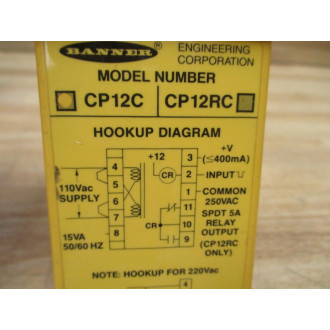 BANNER
ENGINEERING
CORPORATION
MODEL NUMBER
CP12C
CP12RC
HOOKUP DIAGRAM
110Vac
SUPPLY
15VA
50/60 HZ
4
5
6
7
8
+12
CR
CR
3
2
1
11
10
9
+V
(≤400mA)
INPUT
COMMON
250VAC
SPDT 5A
RELAY
OUTPUT
(CP12RC
ONLY)
NOTE: HOOKUP FOR 220Vac
4